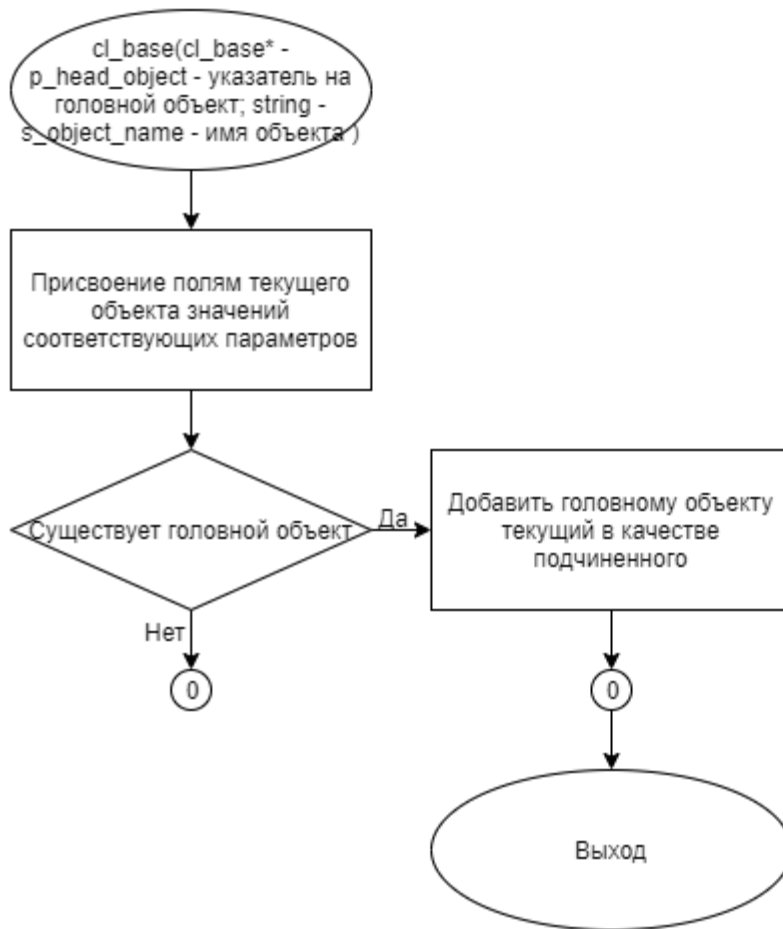 cl_base(cl_base* -
p_head_object - указатель на
головной объект; string -
s_object_name - имя объекта )
Присвоение полям текущего
объекта значений
соответствующих параметров
Существует головной объект
Да
Добавить головному объекту
текущий в качестве
подчиненного
Нет
0
0
Выход